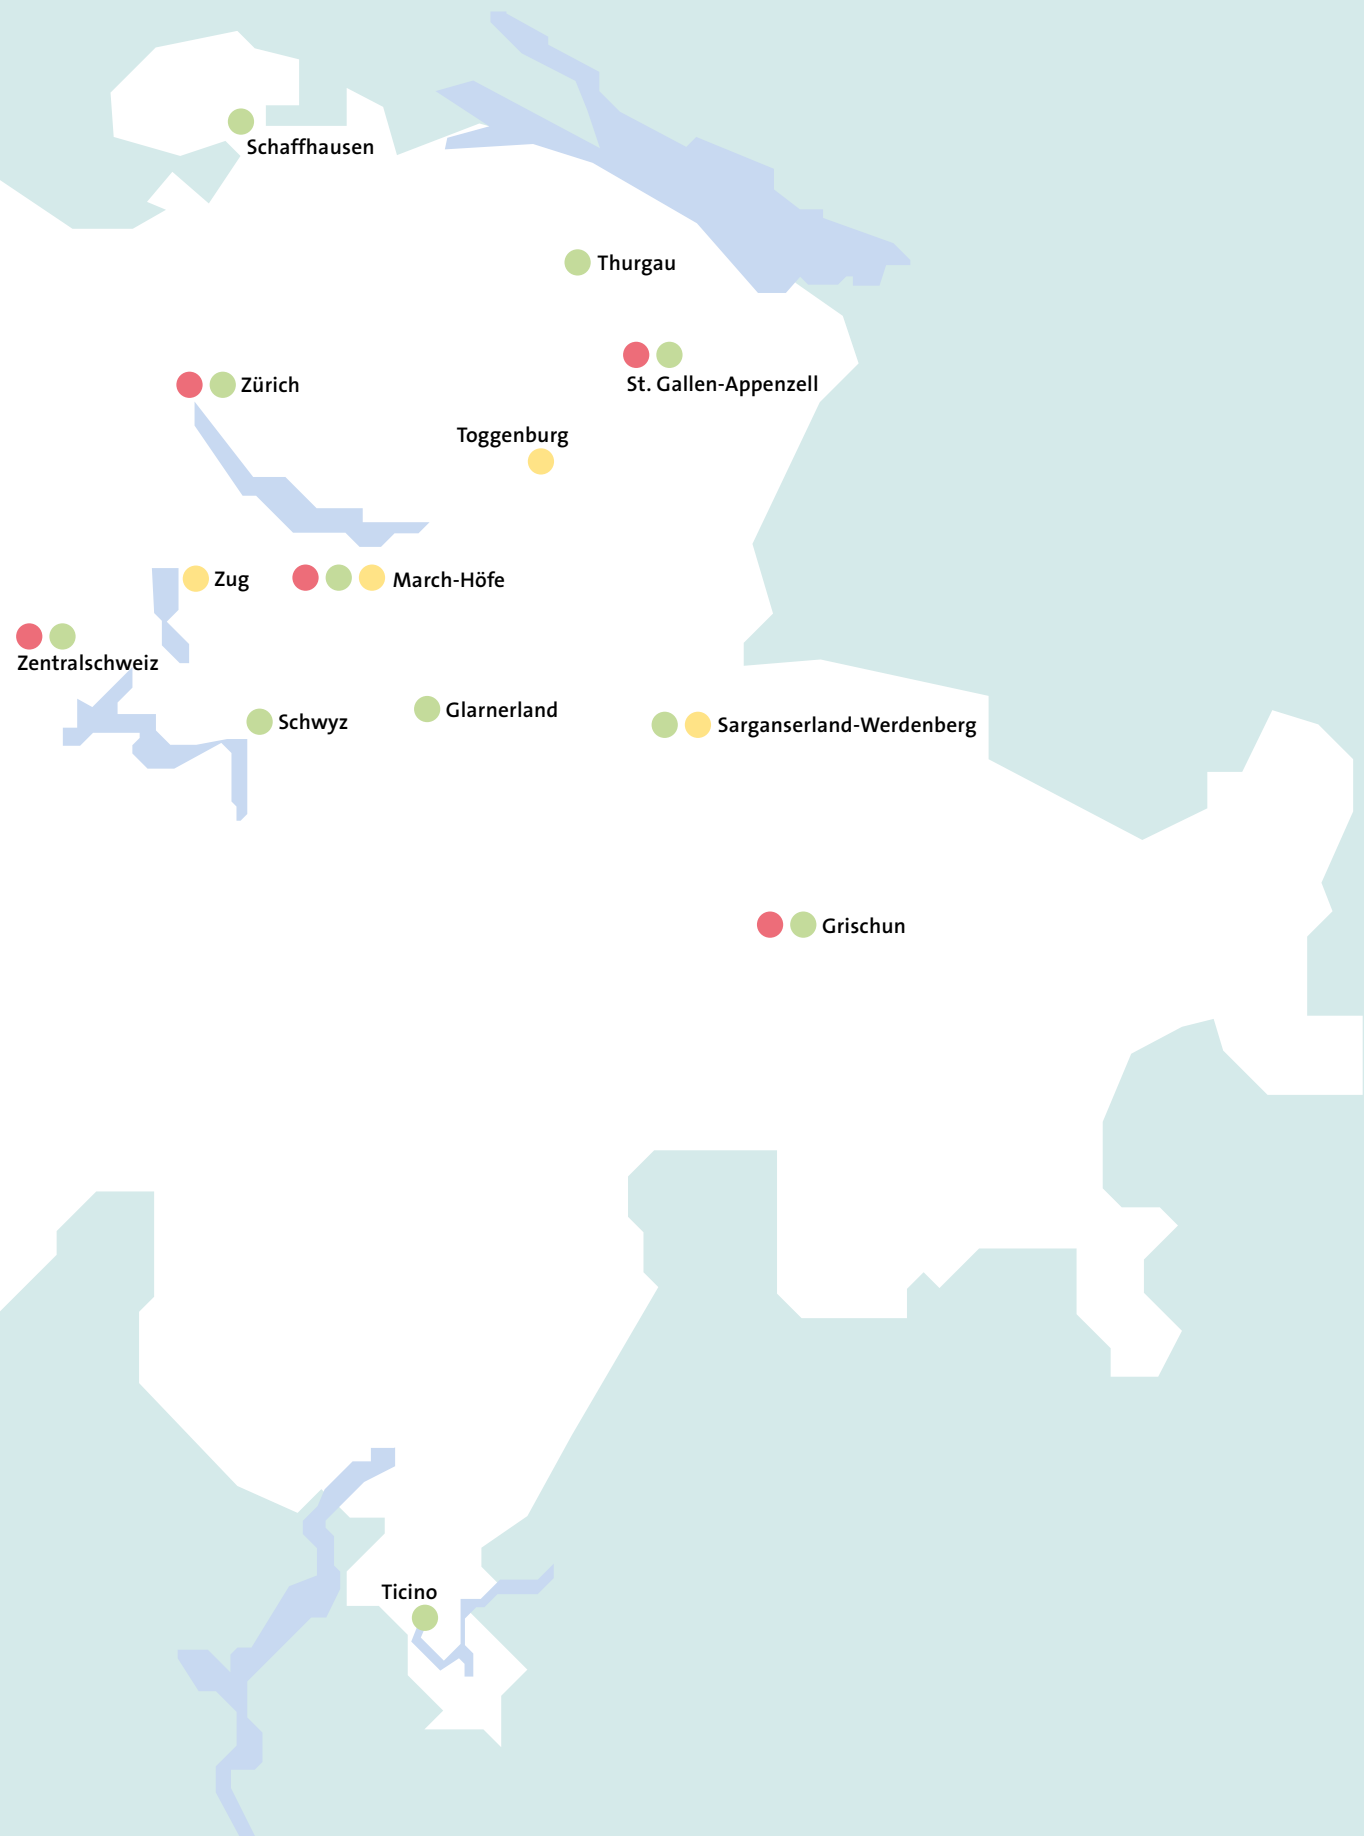 Schaffhausen
Thurgau
St. Gallen-Appenzell
Zürich
Toggenburg
Zug
March-Höfe
Zentralschweiz
Schwyz
Glarnerland
Sarganserland-Werdenberg
Grischun
Ticino